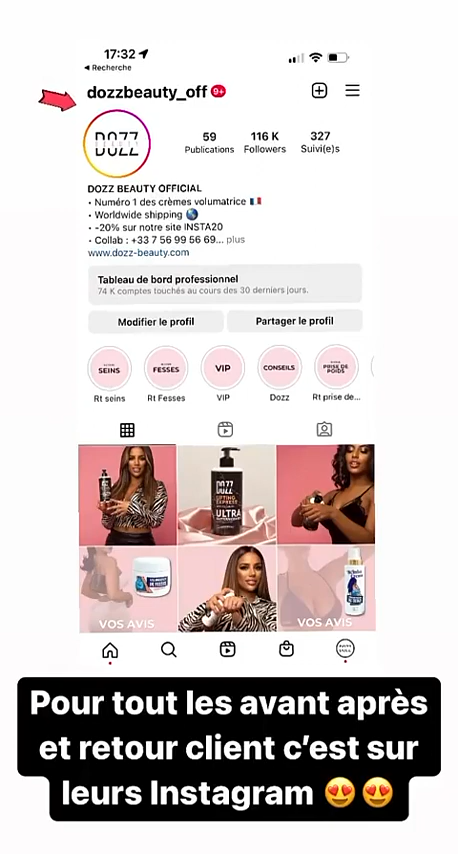 17:32
◀ Recherche
dozzbeauty_off 9+
DOZZ
BEAUTY
59 116 K 327
Publications Followers Suivi(e)s
DOZZ BEAUTY OFFICIAL
• Numéro 1 des crèmes volumatrice 🇫🇷
• Worldwide shipping 🌎
• -20% sur notre site INSTA20
• Collab : +33 7 56 99 56 69... plus
www.dozz-beauty.com
Tableau de bord professionnel
74 K comptes touchés au cours des 30 derniers jours.
Modifier le profil Partager le profil
SEINS FESSES VIP CONSEILS PRISE DE
POIDS
Rt seins Rt Fesses VIP Dozz Rt prise de...
DOZZ
LIFTING
EXPRESS
ULTRA
VOS AVIS VOS AVIS
Pour tout les avant après
et retour client c'est sur
leurs Instagram 😍😍